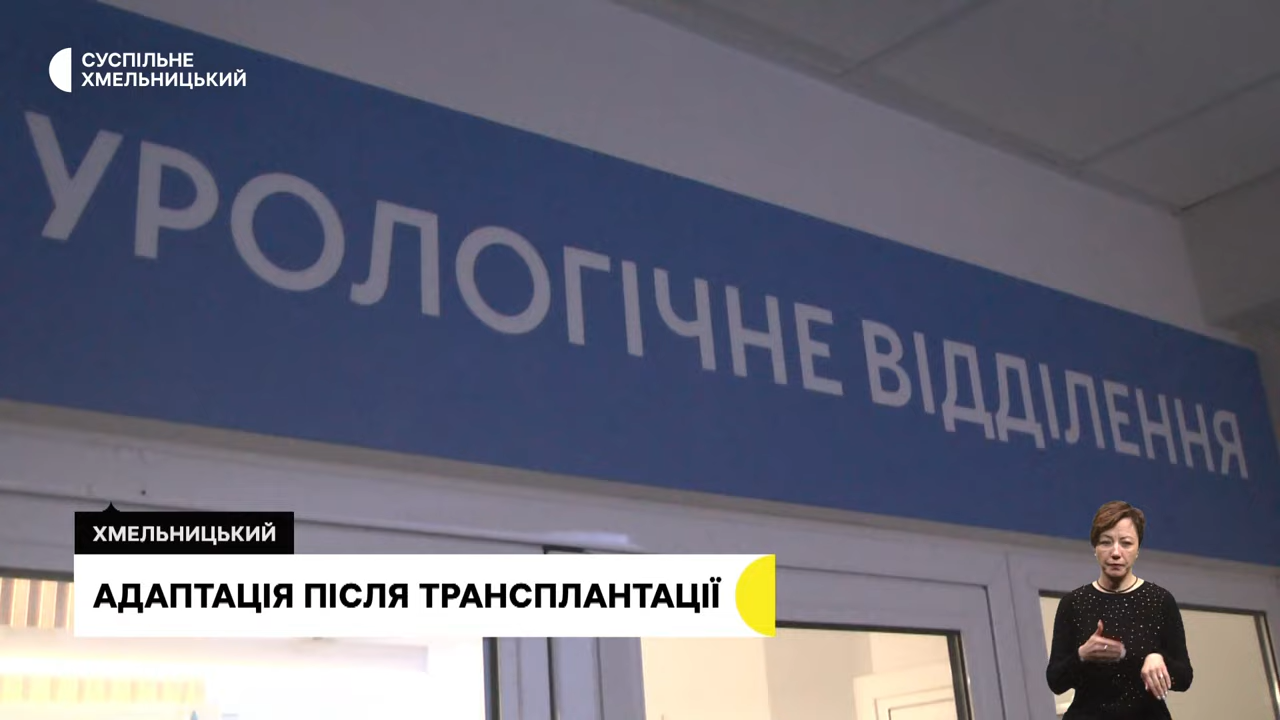 СУСПІЛЬНЕ
ХМЕЛЬНИЦЬКИЙ
УРОЛОГІЧНЕ ВІДДІЛЕННЯ
ХМЕЛЬНИЦЬКИЙ
АДАПТАЦІЯ ПІСЛЯ ТРАНСПЛАНТАЦІЇ